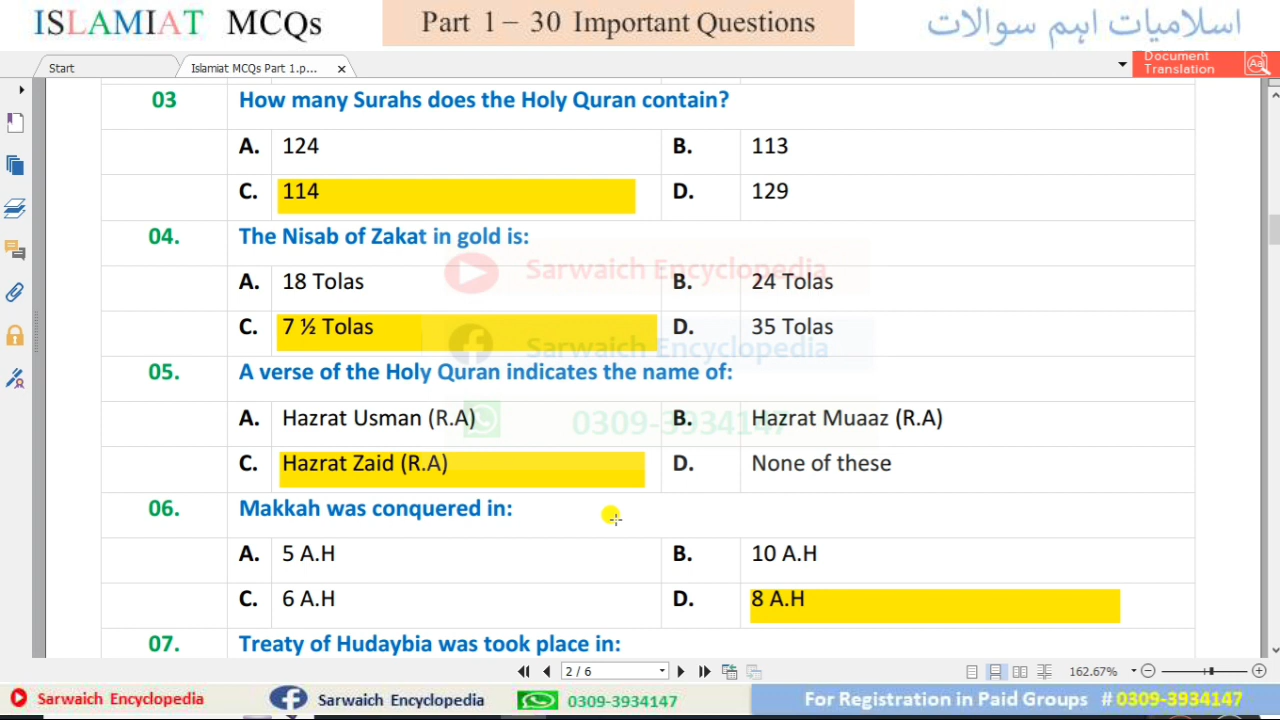 ISLAMIAT MCQs
Part 1 – 30 Important Questions
اسلامیات اہم سوالات
Start
Islamiat MCQs Part 1.p... x
Document
Translation
03 How many Surahs does the Holy Quran contain?
A. 124 B. 113
C. 114 D. 129
04. The Nisab of Zakat in gold is:
Sarwaich Encyclopedia
A. 18 Tolas B. 24 Tolas
C. 7 ½ Tolas D. 35 Tolas
Sarwaich Encyclopedia
05. A verse of the Holy Quran indicates the name of:
A. Hazrat Usman (R.A) B. Hazrat Muaaz (R.A)
0309-3934147
C. Hazrat Zaid (R.A) D. None of these
06. Makkah was conquered in:
A. 5 A.H B. 10 A.H
C. 6 A.H D. 8 A.H
07. Treaty of Hudaybia was took place in:
2 / 6
162.67%
Sarwaich Encyclopedia
Sarwaich Encyclopedia
0309-3934147
For Registration in Paid Groups # 0309-3934147